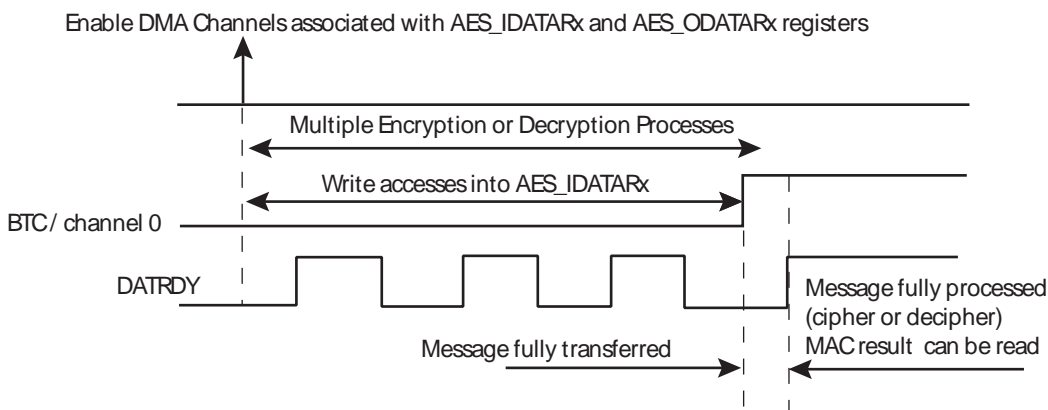 Enable DMA Channels associated with AES_IDATARx and AES_ODATARx registers
Multiple Encryption or Decryption Processes
Write accesses into AES_IDATARx
BTC / channel 0
DATRDY
Message fully processed
(cipher or decipher)
MAC result can be read
Message fully transferred